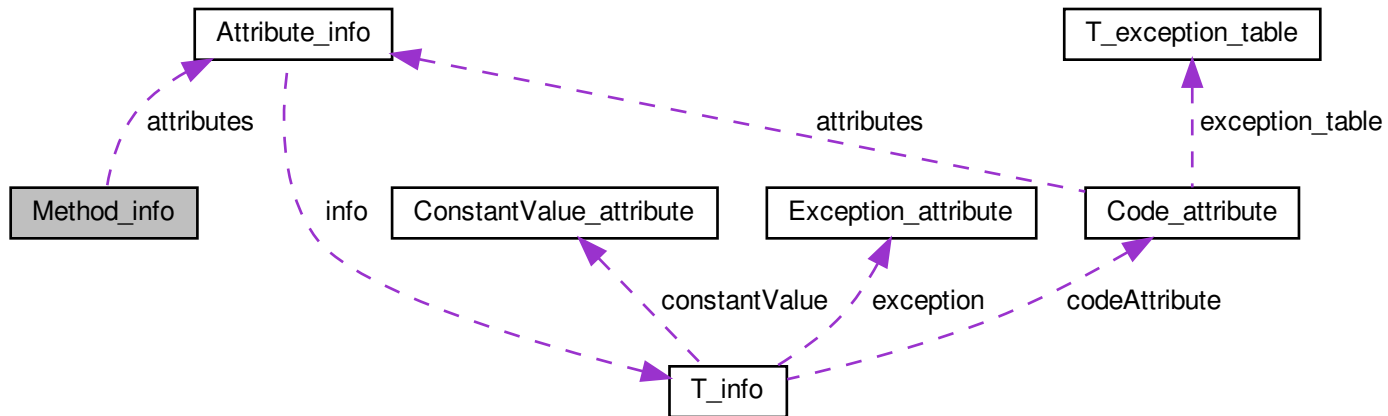 Attribute_info
T_exception_table
attributes
attributes
exception_table
Method_info
info
ConstantValue_attribute
Exception_attribute
Code_attribute
constantValue
exception
codeAttribute
T_info